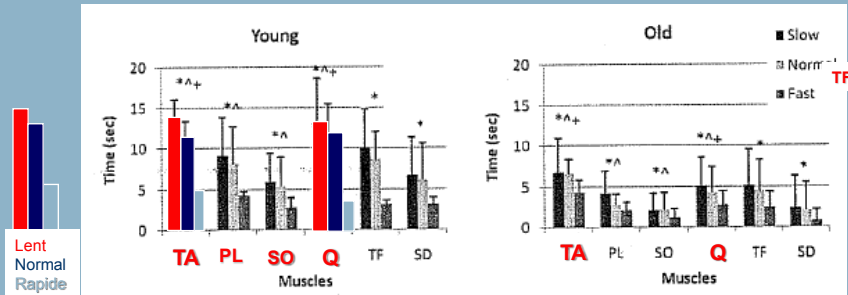 Young
Time (sec)
20
15
10
5
0
*^+
*^
*^
*^+
*
*
TA
PL
SO
Q
TF
SD
Muscles
Old
Time (sec)
20
15
10
5
0
*^+
*^
*^
*^+
*
*
TA
PL
SO
Q
TF
SD
Muscles
Slow
Fast
TF
Lent
Normal
Rapide